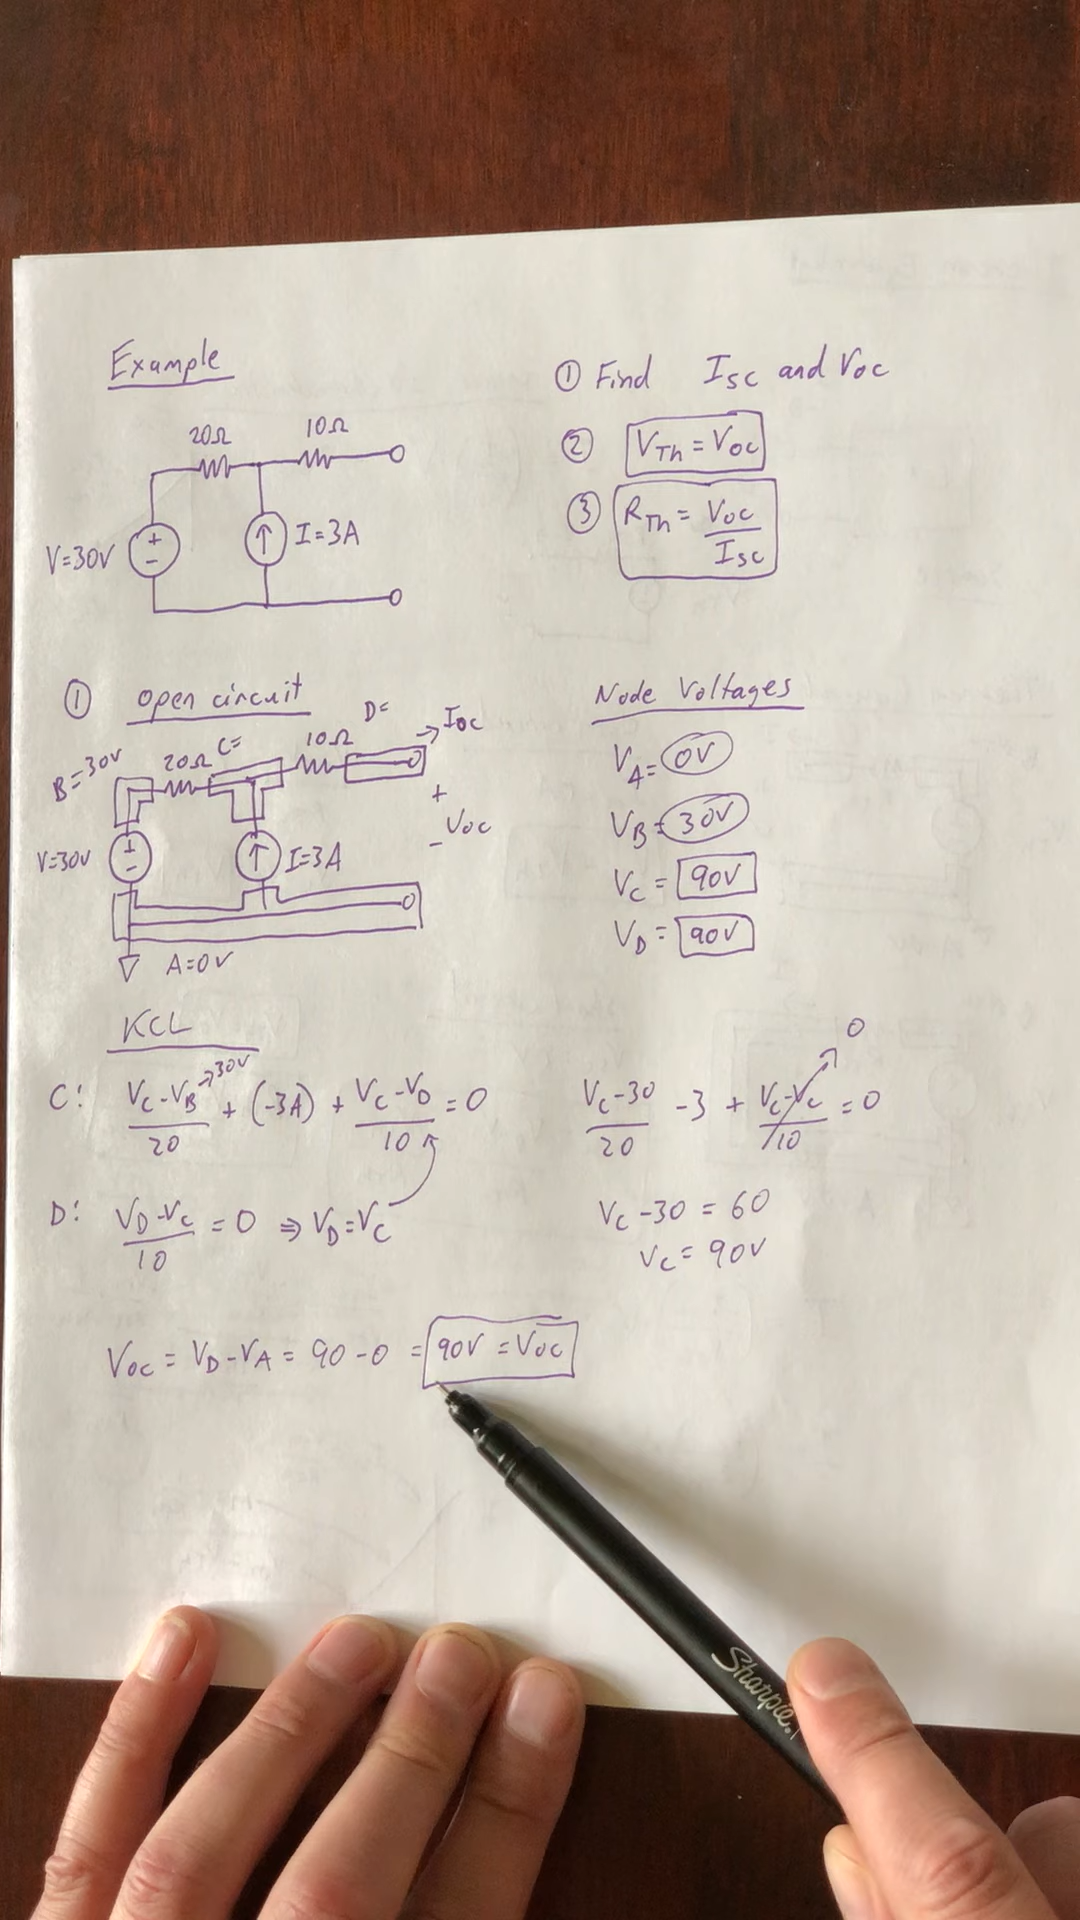 Example
20Ω 10Ω
V=30V + - ↑ I=3A
① Find Isc and Voc
② VTh = Voc
③ RTh = Voc / Isc
① open circuit
B=30V 20Ω C= 10Ω D= → Ioc
V=30V + - ↑ I=3A + Voc -
A=0V
Node Voltages
VA = 0V
VB = 30V
VC = 90V
VD = 90V
KCL
C: (VC-VB→30V)/20 + (-3A) + (VC-VD)/10 = 0
D: (VD-VC)/10 = 0 ⇒ VD=VC
(VC-30)/20 - 3 + (VC-VC)/10 = 0 → 0
VC - 30 = 60
VC = 90V
Voc = VD-VA = 90-0 = 90V = Voc
Sharpie.